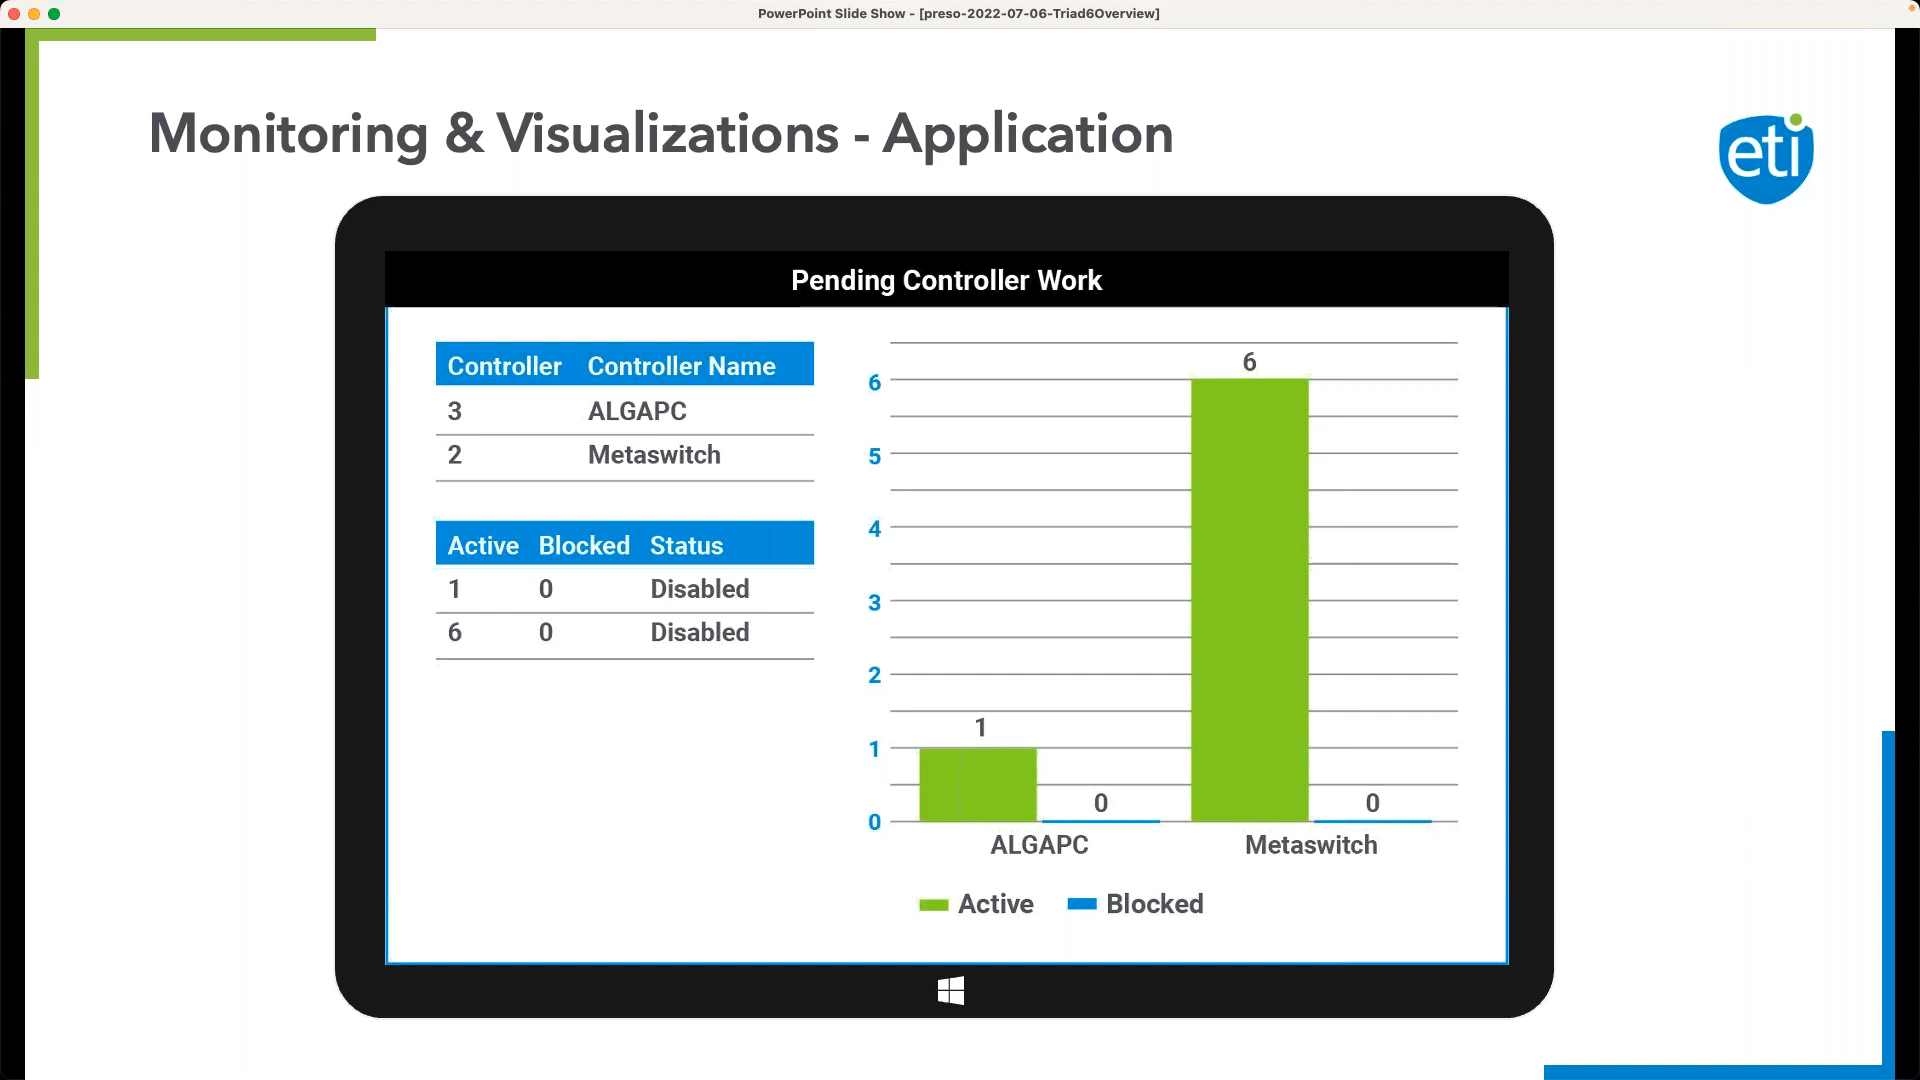 PowerPoint Slide Show - [preso-2022-07-06-Triad6Overview]
Monitoring & Visualizations - Application
eti
Pending Controller Work
Controller Controller Name
3 ALGAPC
2 Metaswitch
Active Blocked Status
1 0 Disabled
6 0 Disabled
6
5
4
3
2
1
0
1
0
6
0
ALGAPC Metaswitch
Active Blocked